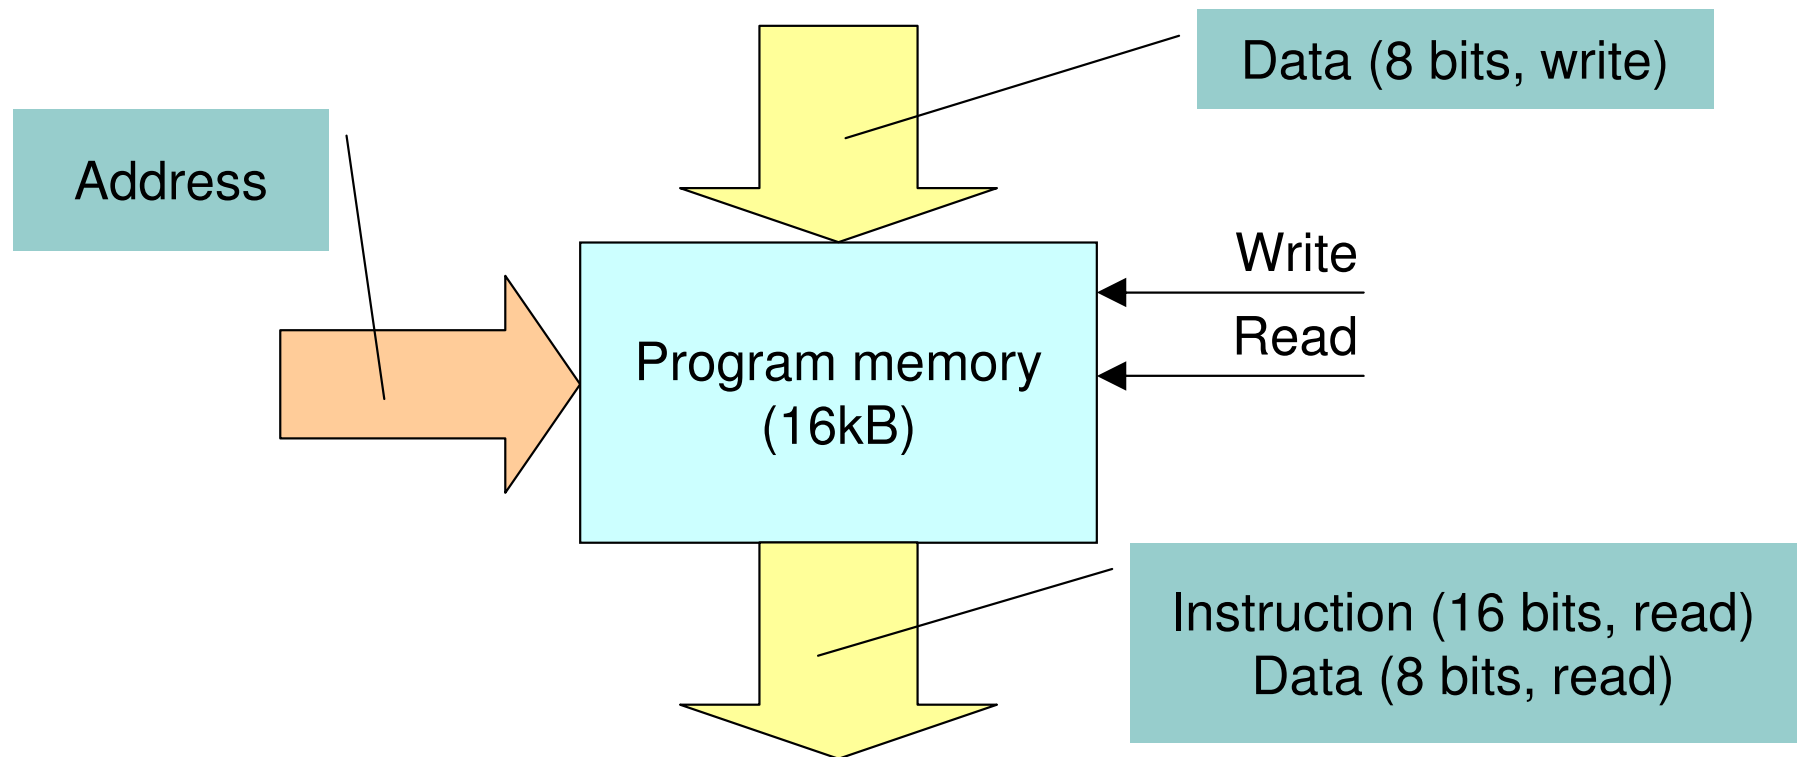 Data (8 bits, write)
Address
Write
Read
Program memory
(16kB)
Instruction (16 bits, read)
Data (8 bits, read)